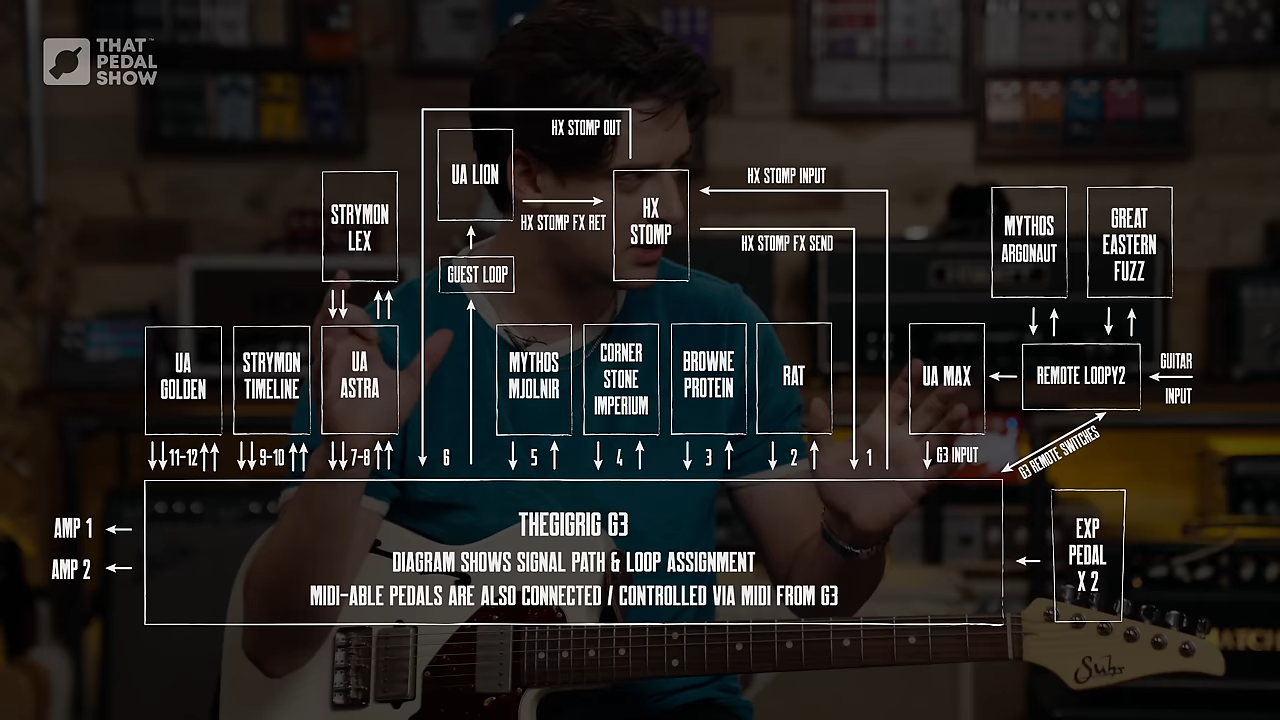 THAT™
PEDAL
SHOW
HX STOMP OUT
UA LION
HX STOMP INPUT
STRYMON
LEX
HX
STOMP
HX STOMP FX RET
HX STOMP FX SEND
MYTHOS
ARGONAUT
GREAT
EASTERN
FUZZ
GUEST LOOP
UA
GOLDEN
STRYMON
TIMELINE
UA
ASTRA
MYTHOS
MJOLNIR
CORNER
STONE
IMPERIUM
BROWNE
PROTEIN
RAT
UA MAX
REMOTE LOOPY2
GUITAR
INPUT
11-12
9-10
7-8
6
5
4
3
2
1
G3 INPUT
G3 REMOTE SWITCHES
AMP 1
AMP 2
THEGIGRIG G3
DIAGRAM SHOWS SIGNAL PATH & LOOP ASSIGNMENT
MIDI-ABLE PEDALS ARE ALSO CONNECTED / CONTROLLED VIA MIDI FROM G3
EXP
PEDAL
X 2
Suhr